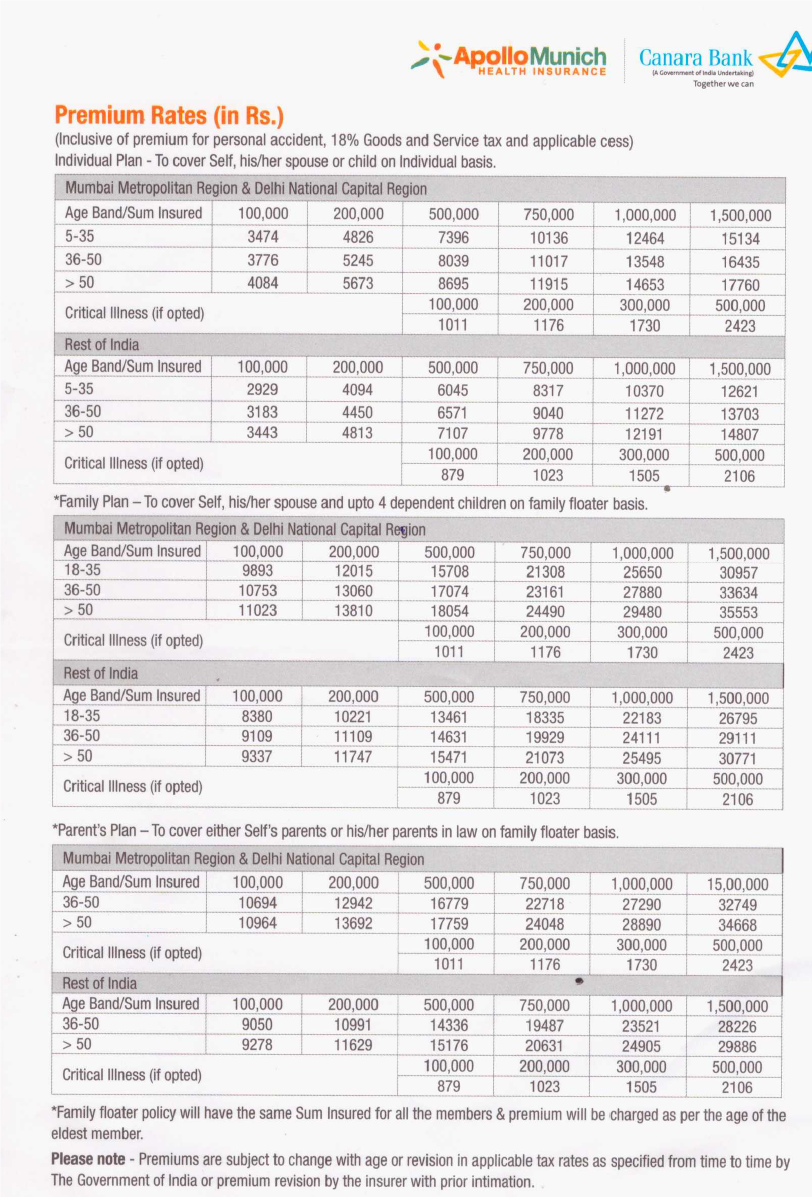 ApolloMunich
HEALTH INSURANCE
Canara Bank
(A Government of India Undertaking)
Together we can
Premium Rates (in Rs.)
(Inclusive of premium for personal accident, 18% Goods and Service tax and applicable cess)
Individual Plan - To cover Self, his/her spouse or child on Individual basis.
Mumbai Metropolitan Region & Delhi National Capital Region
Age Band/Sum Insured 100,000 200,000 500,000 750,000 1,000,000 1,500,000
5-35 3474 4826 7396 10136 12464 15134
36-50 3776 5245 8039 11017 13548 16435
> 50 4084 5673 8695 11915 14653 17760
Critical Illness (if opted) 100,000 200,000 300,000 500,000
1011 1176 1730 2423
Rest of India
Age Band/Sum Insured 100,000 200,000 500,000 750,000 1,000,000 1,500,000
5-35 2929 4094 6045 8317 10370 12621
36-50 3183 4450 6571 9040 11272 13703
> 50 3443 4813 7107 9778 12191 14807
Critical Illness (if opted) 100,000 200,000 300,000 500,000
879 1023 1505 2106
*Family Plan – To cover Self, his/her spouse and upto 4 dependent children on family floater basis.
Mumbai Metropolitan Region & Delhi National Capital Region
Age Band/Sum Insured 100,000 200,000 500,000 750,000 1,000,000 1,500,000
18-35 9893 12015 15708 21308 25650 30957
36-50 10753 13060 17074 23161 27880 33634
> 50 11023 13810 18054 24490 29480 35553
Critical Illness (if opted) 100,000 200,000 300,000 500,000
1011 1176 1730 2423
Rest of India
Age Band/Sum Insured 100,000 200,000 500,000 750,000 1,000,000 1,500,000
18-35 8380 10221 13461 18335 22183 26795
36-50 9109 11109 14631 19929 24111 29111
> 50 9337 11747 15471 21073 25495 30771
Critical Illness (if opted) 100,000 200,000 300,000 500,000
879 1023 1505 2106
*Parent's Plan – To cover either Self's parents or his/her parents in law on family floater basis.
Mumbai Metropolitan Region & Delhi National Capital Region
Age Band/Sum Insured 100,000 200,000 500,000 750,000 1,000,000 15,00,000
36-50 10694 12942 16779 22718 27290 32749
> 50 10964 13692 17759 24048 28890 34668
Critical Illness (if opted) 100,000 200,000 300,000 500,000
1011 1176 1730 2423
Rest of India
Age Band/Sum Insured 100,000 200,000 500,000 750,000 1,000,000 1,500,000
36-50 9050 10991 14336 19487 23521 28226
> 50 9278 11629 15176 20631 24905 29886
Critical Illness (if opted) 100,000 200,000 300,000 500,000
879 1023 1505 2106
*Family floater policy will have the same Sum Insured for all the members & premium will be charged as per the age of the
eldest member.
Please note - Premiums are subject to change with age or revision in applicable tax rates as specified from time to time by
The Government of India or premium revision by the insurer with prior intimation.